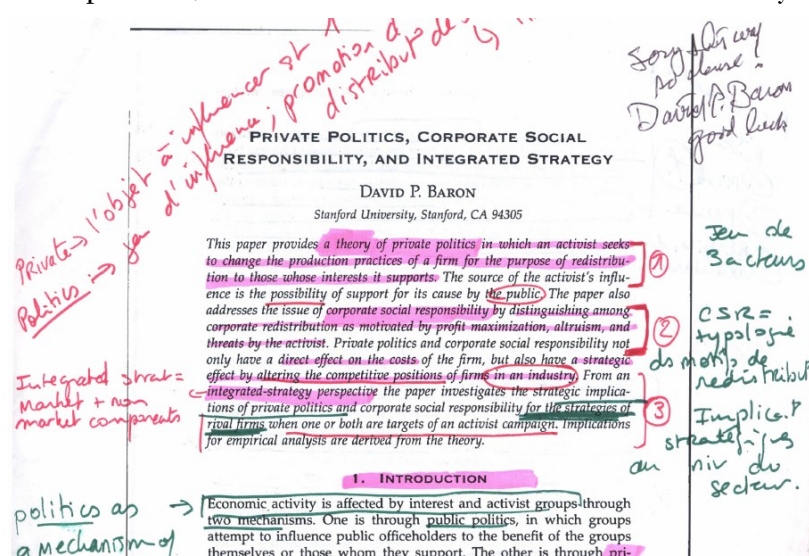 Private → l'objet à influencer est 1
Politics → jeu d'influence; promotion d
distribut° de
so
David P. Baron
good luck
PRIVATE POLITICS, CORPORATE SOCIAL
RESPONSIBILITY, AND INTEGRATED STRATEGY
DAVID P. BARON
Stanford University, Stanford, CA 94305
This paper provides a theory of private politics in which an activist seeks
to change the production practices of a firm for the purpose of redistribu-
tion to those whose interests it supports. The source of the activist's influ-
ence is the possibility of support for its cause by the public. The paper also
addresses the issue of corporate social responsibility by distinguishing among
corporate redistribution as motivated by profit maximization, altruism, and
threats by the activist. Private politics and corporate social responsibility not
only have a direct effect on the costs of the firm, but also have a strategic
effect by altering the competitive positions of firms in an industry. From an
integrated-strategy perspective the paper investigates the strategic implica-
tions of private politics and corporate social responsibility for the strategies of
rival firms when one or both are targets of an activist campaign. Implications
for empirical analysis are derived from the theory.
1
2
3
Jeu de
3 acteurs
CSR =
typologie
ds motifs de
redistribut
Implic.°
stratégiques
au niv du
secteur.
Integrated strat =
market + non
market components
1. INTRODUCTION
Economic activity is affected by interest and activist groups through
two mechanisms. One is through public politics, in which groups
attempt to influence public officeholders to the benefit of the groups
themselves or those whom they support. The other is through pri-
politics as →
a mechanism of